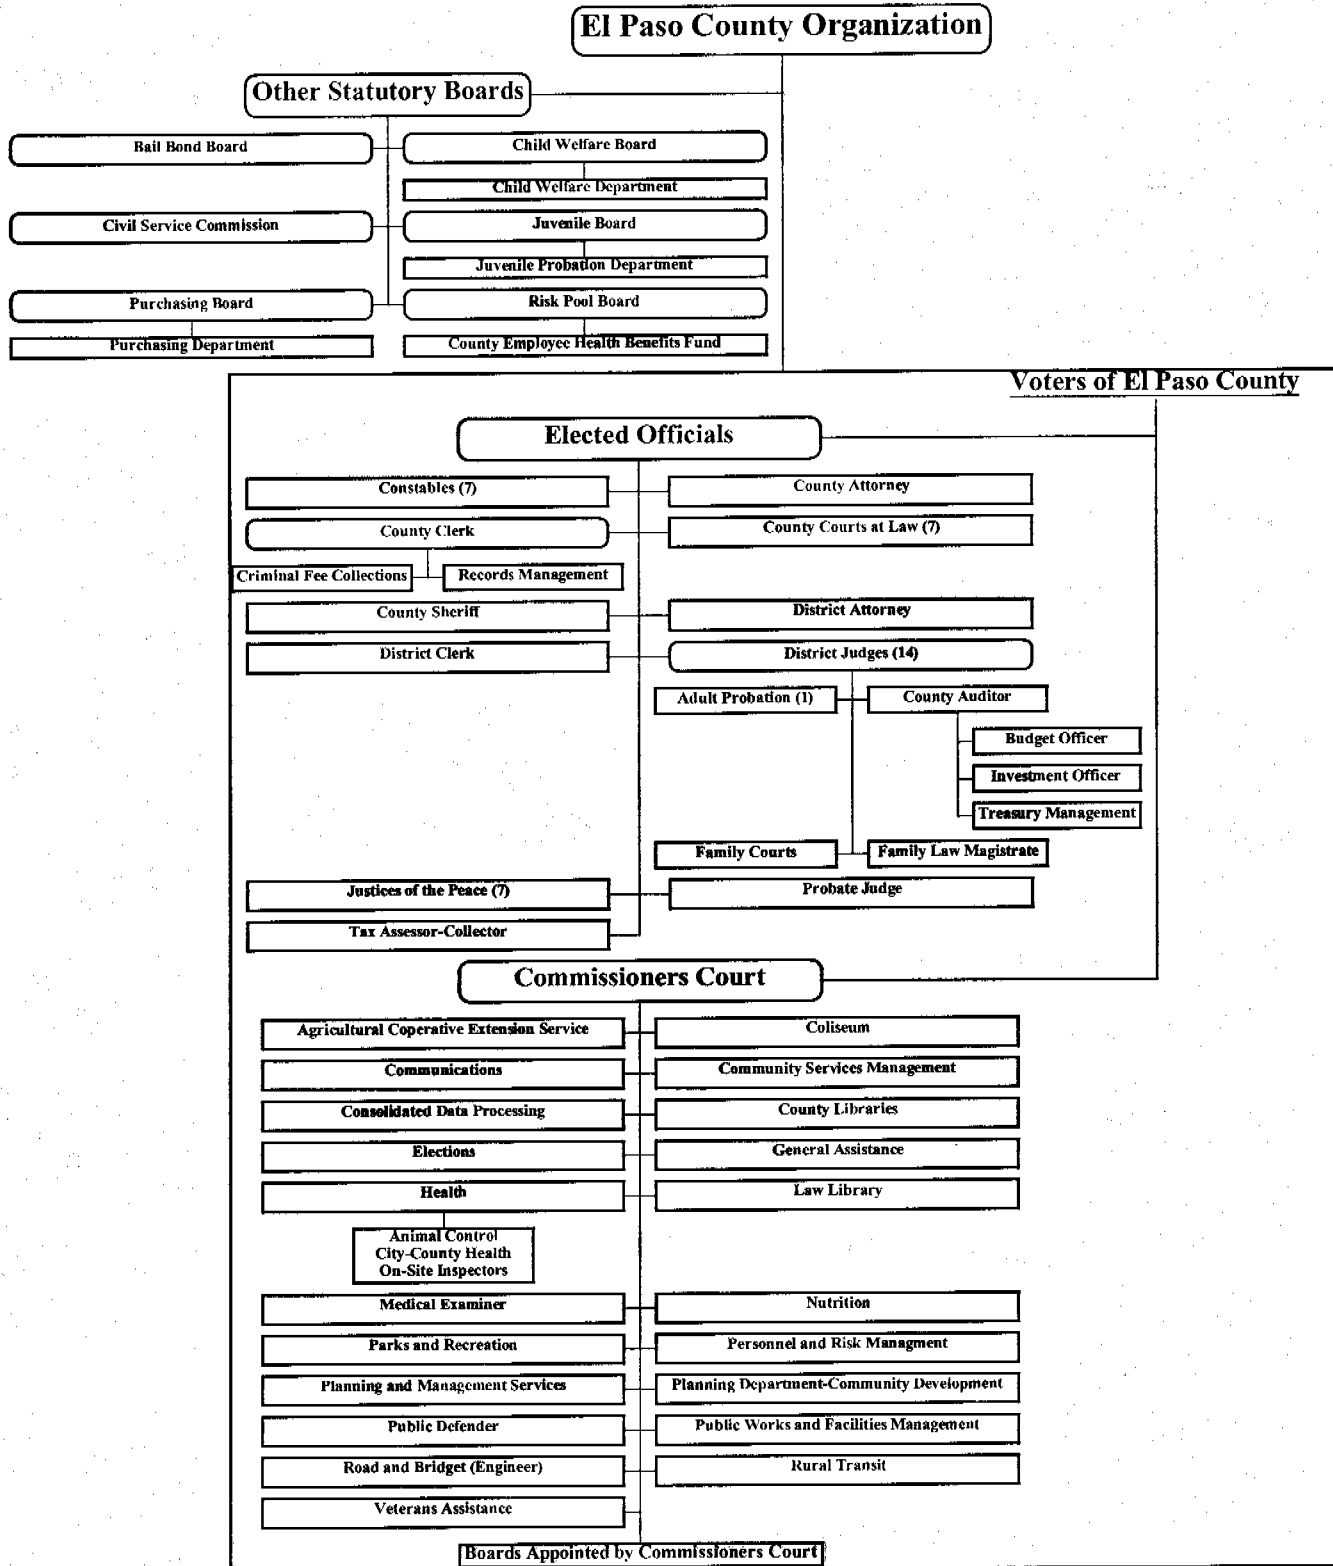 El Paso County Organization
Other Statutory Boards
Bail Bond Board
Child Welfare Board
Child Welfare Department
Civil Service Commission
Juvenile Board
Juvenile Probation Department
Purchasing Board
Risk Pool Board
Purchasing Department
County Employee Health Benefits Fund
Voters of El Paso County
Elected Officials
Constables (7)
County Attorney
County Clerk
County Courts at Law (7)
Criminal Fee Collections
Records Management
County Sheriff
District Attorney
District Clerk
District Judges (14)
Adult Probation (1)
County Auditor
Budget Officer
Investment Officer
Treasury Management
Family Courts
Family Law Magistrate
Justices of the Peace (7)
Probate Judge
Tax Assessor-Collector
Commissioners Court
Agricultural Coperative Extension Service
Coliseum
Communications
Community Services Management
Consolidated Data Processing
County Libraries
Elections
General Assistance
Health
Law Library
Animal Control
City-County Health
On-Site Inspectors
Medical Examiner
Nutrition
Parks and Recreation
Personnel and Risk Managment
Planning and Management Services
Planning Department-Community Development
Public Defender
Public Works and Facilities Management
Road and Bridget (Engineer)
Rural Transit
Veterans Assistance
Boards Appointed by Commissioners Court